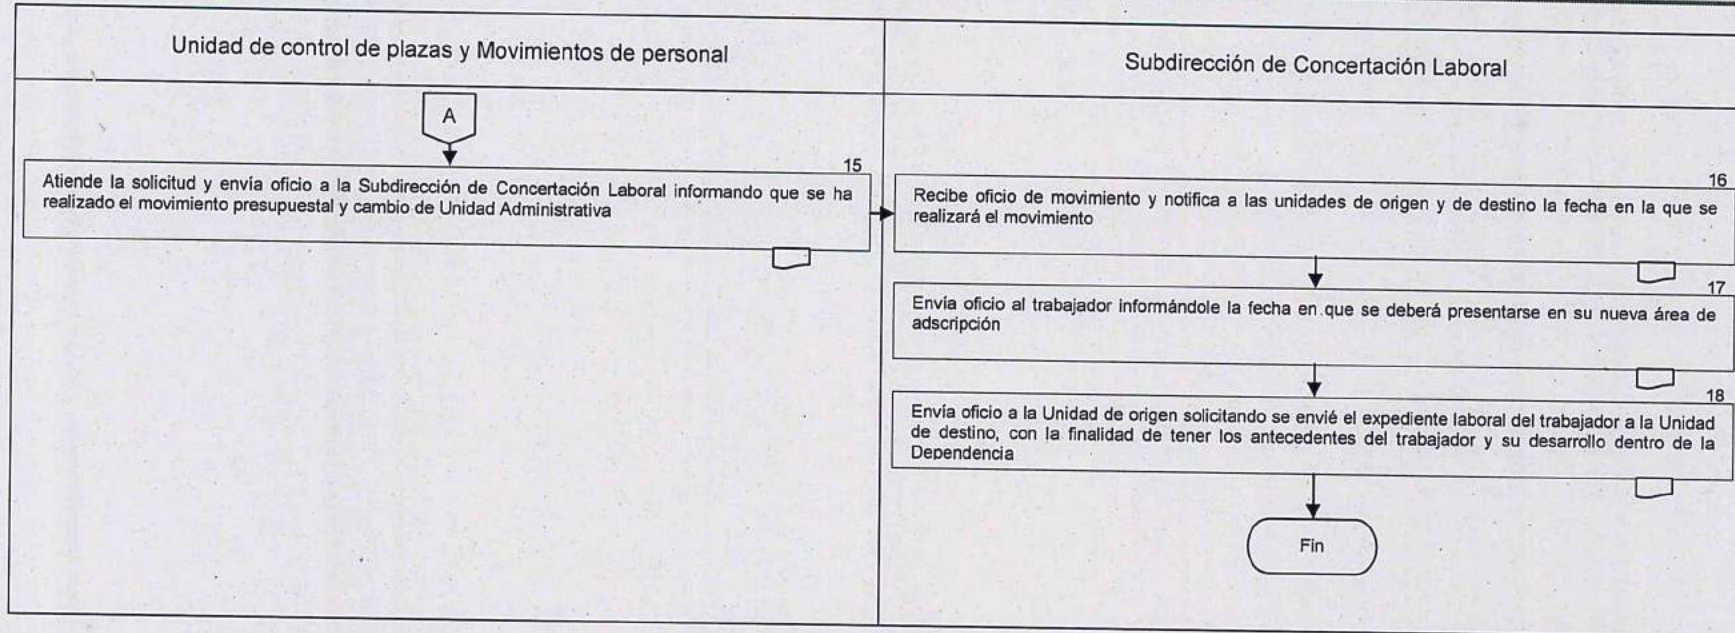 Unidad de control de plazas y Movimientos de personal
Subdirección de Concertación Laboral
A
15
Atiende la solicitud y envía oficio a la Subdirección de Concertación Laboral informando que se ha
realizado el movimiento presupuestal y cambio de Unidad Administrativa
16
Recibe oficio de movimiento y notifica a las unidades de origen y de destino la fecha en la que se
realizará el movimiento
17
Envía oficio al trabajador informándole la fecha en que se deberá presentarse en su nueva área de
adscripción
18
Envía oficio a la Unidad de origen solicitando se envié el expediente laboral del trabajador a la Unidad
de destino, con la finalidad de tener los antecedentes del trabajador y su desarrollo dentro de la
Dependencia
Fin